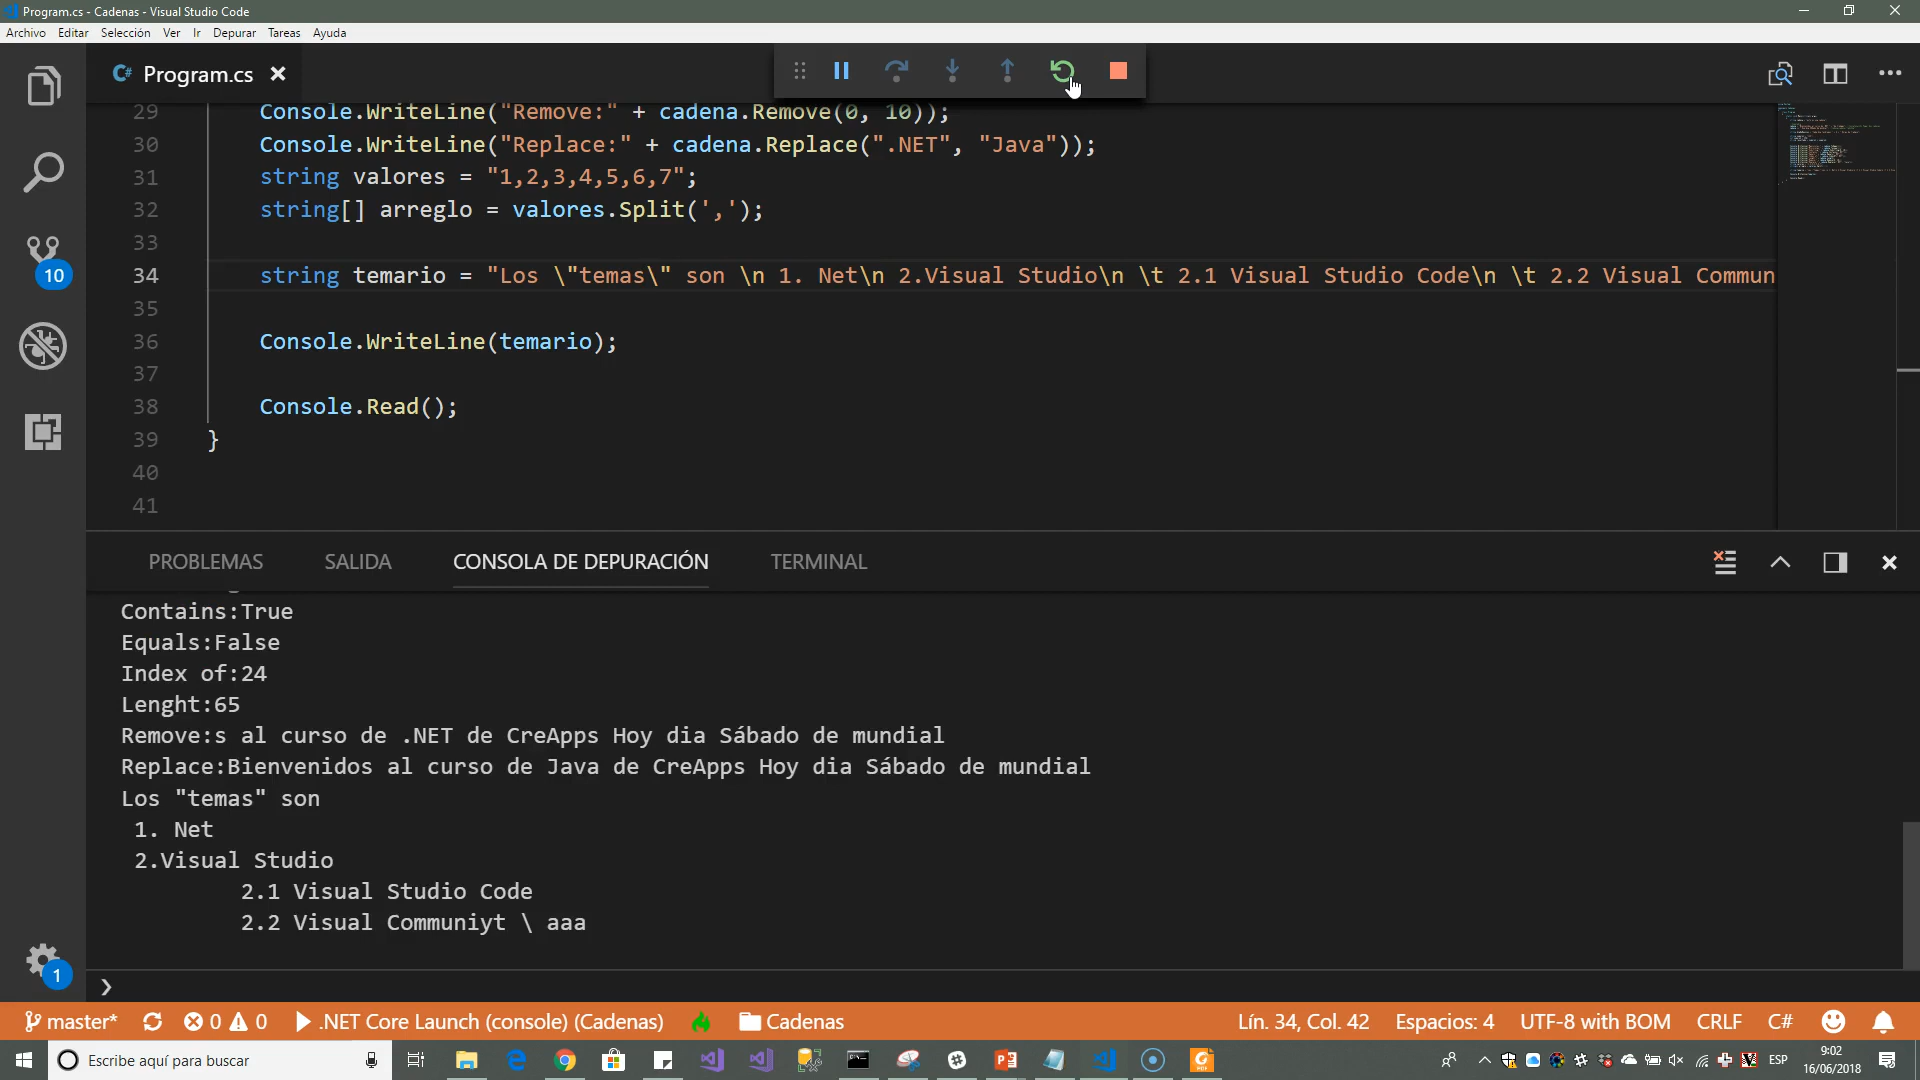 Program.cs - Cadenas - Visual Studio Code
Archivo Editar Selección Ver Ir Depurar Tareas Ayuda
C# Program.cs
29 Console.WriteLine("Remove:" + cadena.Remove(0, 10));
30 Console.WriteLine("Replace:" + cadena.Replace(".NET", "Java"));
31 string valores = "1,2,3,4,5,6,7";
32 string[] arreglo = valores.Split(',');
33
34 string temario = "Los \"temas\" son \n 1. Net\n 2.Visual Studio\n \t 2.1 Visual Studio Code\n \t 2.2 Visual Commun
35
36 Console.WriteLine(temario);
37
38 Console.Read();
39 }
40
41
10
PROBLEMAS SALIDA CONSOLA DE DEPURACIÓN TERMINAL
Contains:True
Equals:False
Index of:24
Lenght:65
Remove:s al curso de .NET de CreApps Hoy dia Sábado de mundial
Replace:Bienvenidos al curso de Java de CreApps Hoy dia Sábado de mundial
Los "temas" son
1. Net
2.Visual Studio
2.1 Visual Studio Code
2.2 Visual Communiyt \ aaa
1
❯
master* 0 0 .NET Core Launch (console) (Cadenas) Cadenas Lín. 34, Col. 42 Espacios: 4 UTF-8 with BOM CRLF C#
Escribe aquí para buscar ESP 9:02
16/06/2018